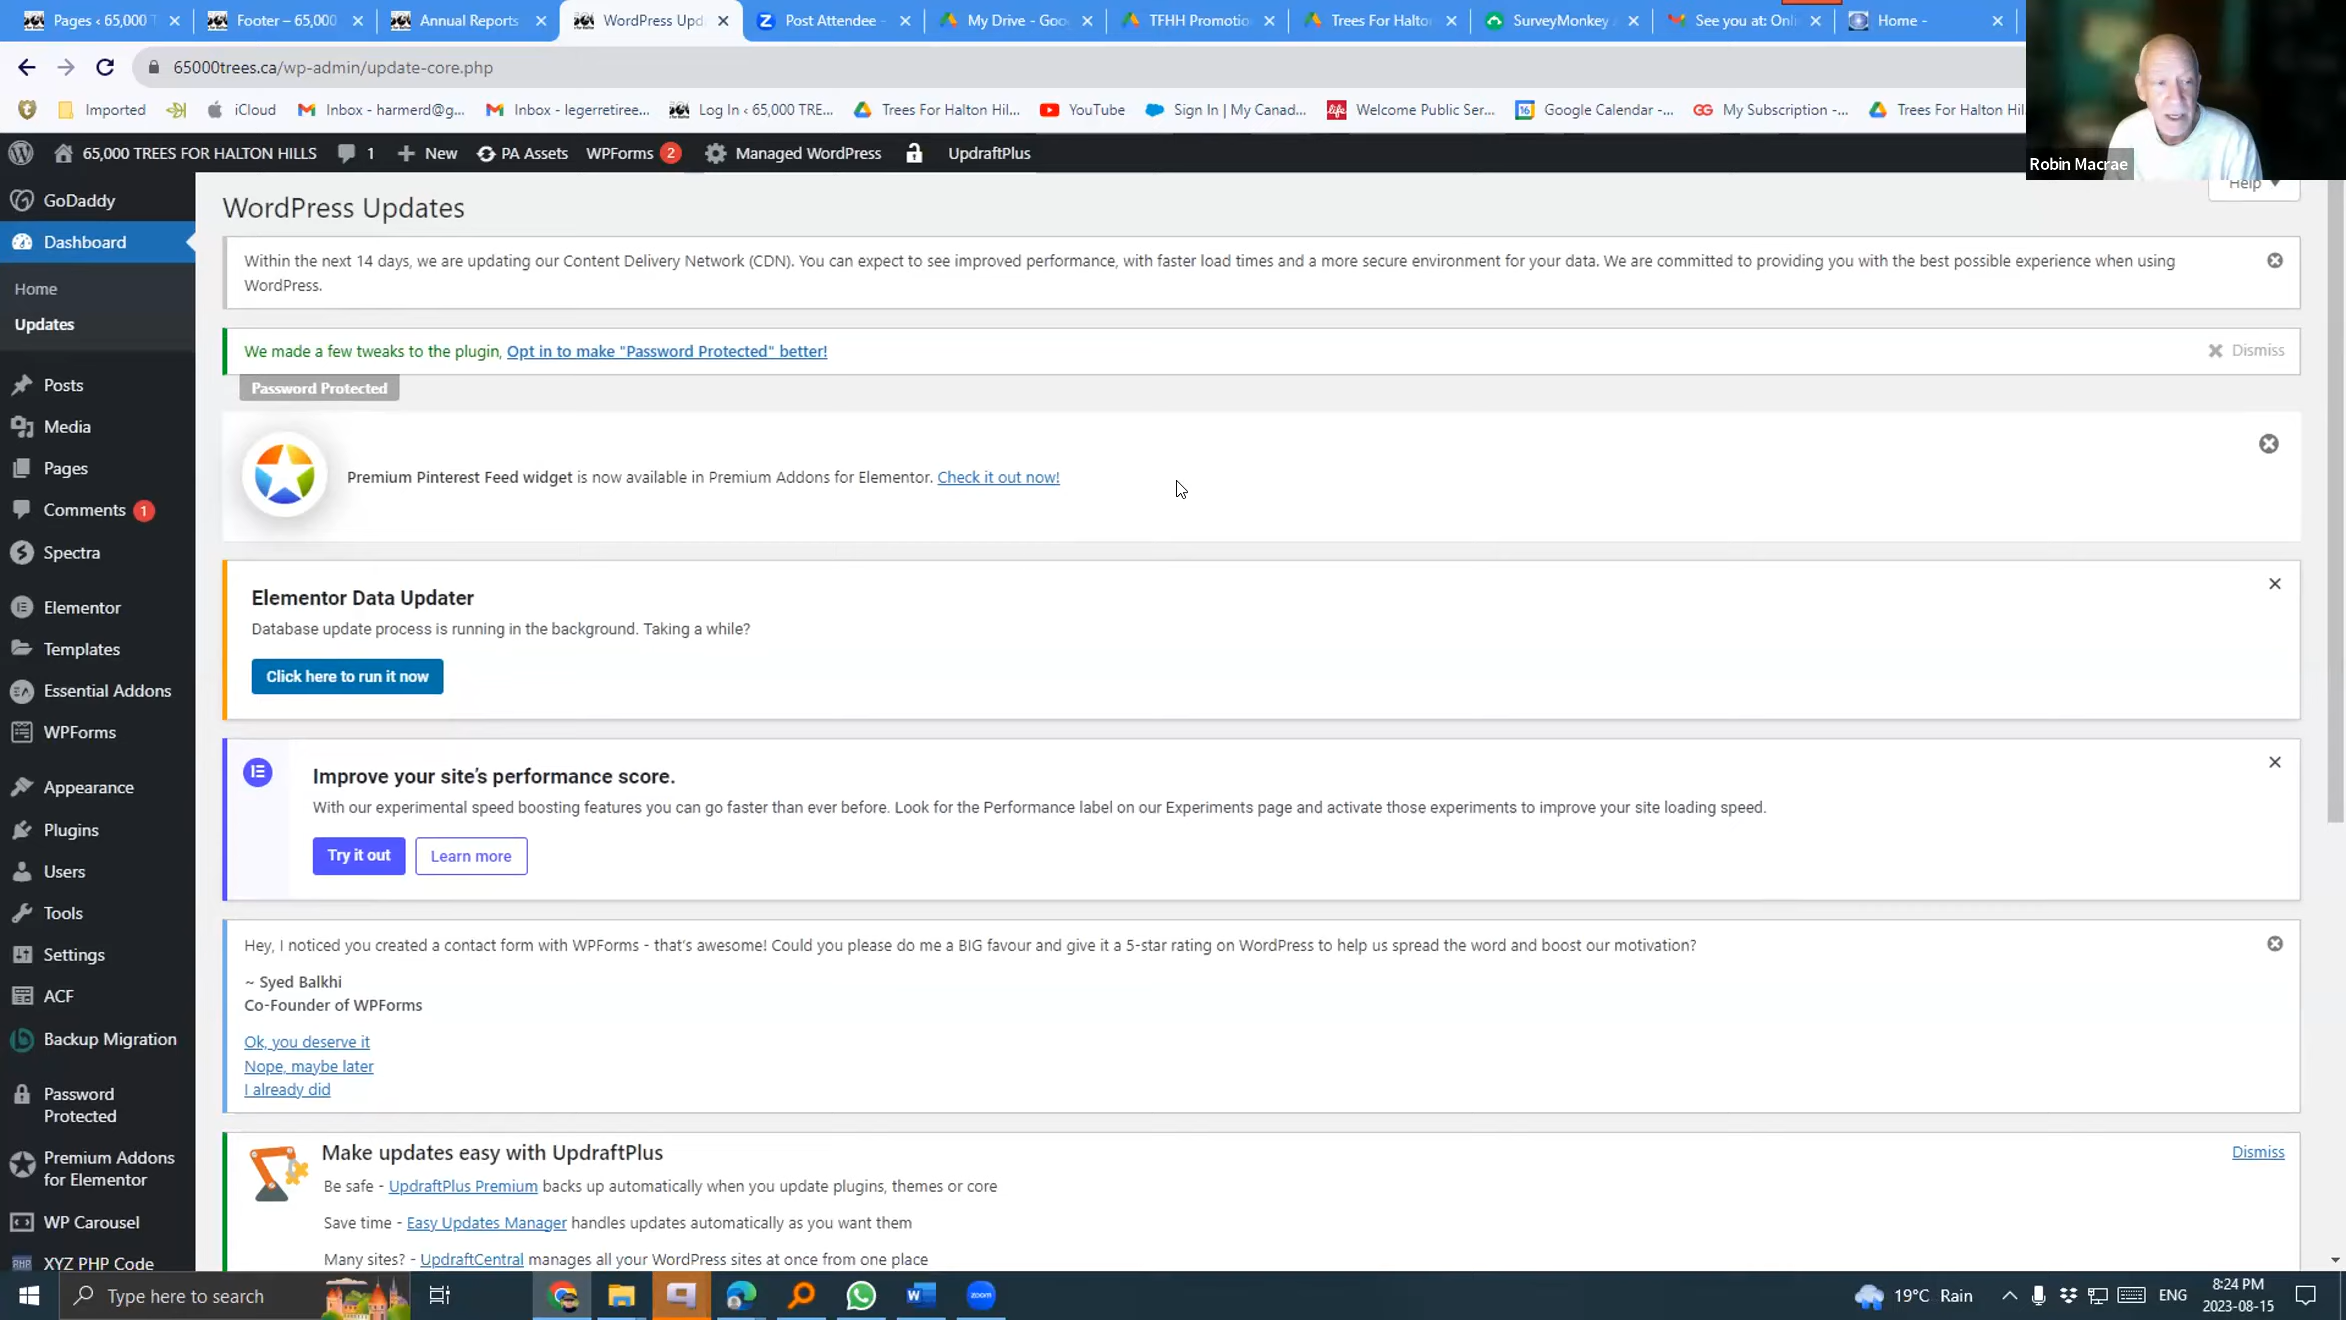 Pages ‹ 65,000 T
Footer – 65,000
Annual Reports
WordPress Upd
Post Attendee -
My Drive - Goo
TFHH Promotio
Trees For Halto
SurveyMonkey
See you at: Onl
Home -
65000trees.ca/wp-admin/update-core.php
Imported
iCloud
Inbox - harmerd@g...
Inbox - legerretiree...
Log In ‹ 65,000 TRE...
Trees For Halton Hill...
YouTube
Sign In | My Canad...
Welcome Public Ser...
Google Calendar -...
GG
My Subscription -...
Trees For Halton Hil
65,000 TREES FOR HALTON HILLS
1
New
PA Assets
WPForms 2
Managed WordPress
UpdraftPlus
Robin Macrae
Help
GoDaddy
Dashboard
Home
Updates
Posts
Media
Pages
Comments 1
Spectra
Elementor
Templates
Essential Addons
WPForms
Appearance
Plugins
Users
Tools
Settings
ACF
Backup Migration
Password
Protected
Premium Addons
for Elementor
WP Carousel
XYZ PHP Code
WordPress Updates
Within the next 14 days, we are updating our Content Delivery Network (CDN). You can expect to see improved performance, with faster load times and a more secure environment for your data. We are committed to providing you with the best possible experience when using
WordPress.
We made a few tweaks to the plugin, Opt in to make "Password Protected" better!
Dismiss
Password Protected
Premium Pinterest Feed widget is now available in Premium Addons for Elementor. Check it out now!
Elementor Data Updater
Database update process is running in the background. Taking a while?
Click here to run it now
Improve your site's performance score.
With our experimental speed boosting features you can go faster than ever before. Look for the Performance label on our Experiments page and activate those experiments to improve your site loading speed.
Try it out
Learn more
Hey, I noticed you created a contact form with WPForms - that's awesome! Could you please do me a BIG favour and give it a 5-star rating on WordPress to help us spread the word and boost our motivation?
~ Syed Balkhi
Co-Founder of WPForms
Ok, you deserve it
Nope, maybe later
I already did
Make updates easy with UpdraftPlus
Dismiss
Be safe - UpdraftPlus Premium backs up automatically when you update plugins, themes or core
Save time - Easy Updates Manager handles updates automatically as you want them
Many sites? - UpdraftCentral manages all your WordPress sites at once from one place
Type here to search
zoom
19°C Rain
ENG
8:24 PM
2023-08-15